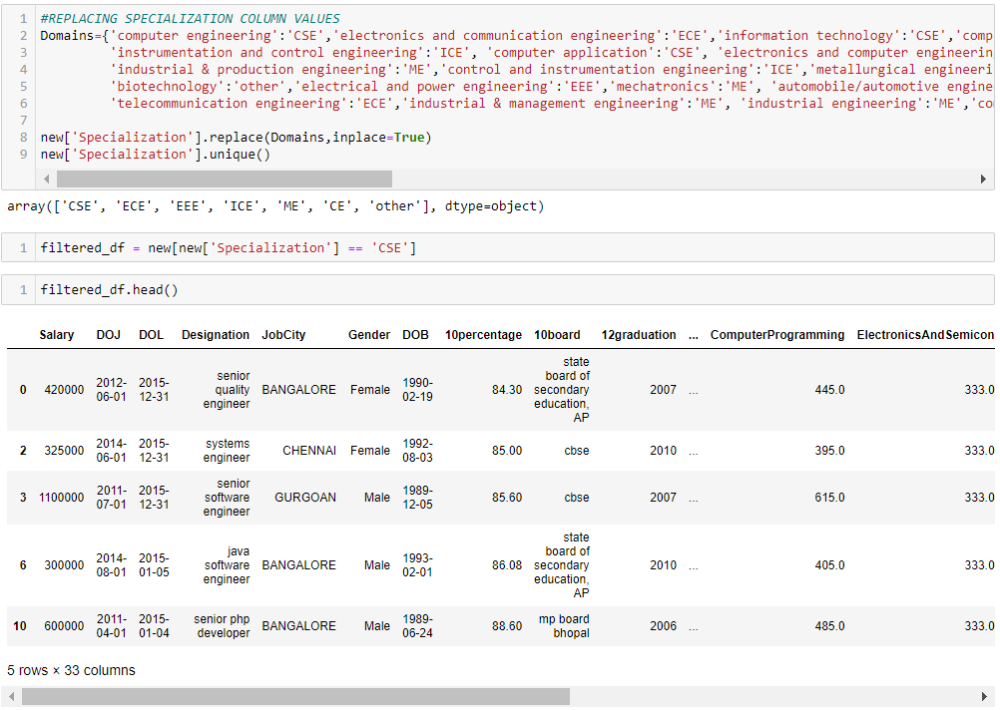 1 #REPLACING SPECIALIZATION COLUMN VALUES
2 Domains={'computer engineering':'CSE','electronics and communication engineering':'ECE','information technology':'CSE','comp
3 'instrumentation and control engineering':'ICE', 'computer application':'CSE', 'electronics and computer engineerin
4 'industrial & production engineering':'ME','control and instrumentation engineering':'ICE','metallurgical engineeri
5 'biotechnology':'other','electrical and power engineering':'EEE','mechatronics':'ME', 'automobile/automotive engine
6 'telecommunication engineering':'ECE','industrial & management engineering':'ME', 'industrial engineering':'ME','co
7
8 new['Specialization'].replace(Domains,inplace=True)
9 new['Specialization'].unique()
array(['CSE', 'ECE', 'EEE', 'ICE', 'ME', 'CE', 'other'], dtype=object)
1 filtered_df = new[new['Specialization'] == 'CSE']
1 filtered_df.head()
Salary DOJ DOL Designation JobCity Gender DOB 10percentage 10board 12graduation ... ComputerProgramming ElectronicsAndSemicon
0 420000 2012-06-01 2015-12-31 senior quality engineer BANGALORE Female 1990-02-19 84.30 state board of secondary education, AP 2007 ... 445.0 333.0
2 325000 2014-06-01 2015-12-31 systems engineer CHENNAI Female 1992-08-03 85.00 cbse 2010 ... 395.0 333.0
3 1100000 2011-07-01 2015-12-31 senior software engineer GURGOAN Male 1989-12-05 85.60 cbse 2007 ... 615.0 333.0
6 300000 2014-08-01 2015-01-05 java software engineer BANGALORE Male 1993-02-01 86.08 state board of secondary education, AP 2010 ... 405.0 333.0
10 600000 2011-04-01 2015-01-04 senior php developer BANGALORE Male 1989-06-24 88.60 mp board bhopal 2006 ... 485.0 333.0
5 rows × 33 columns